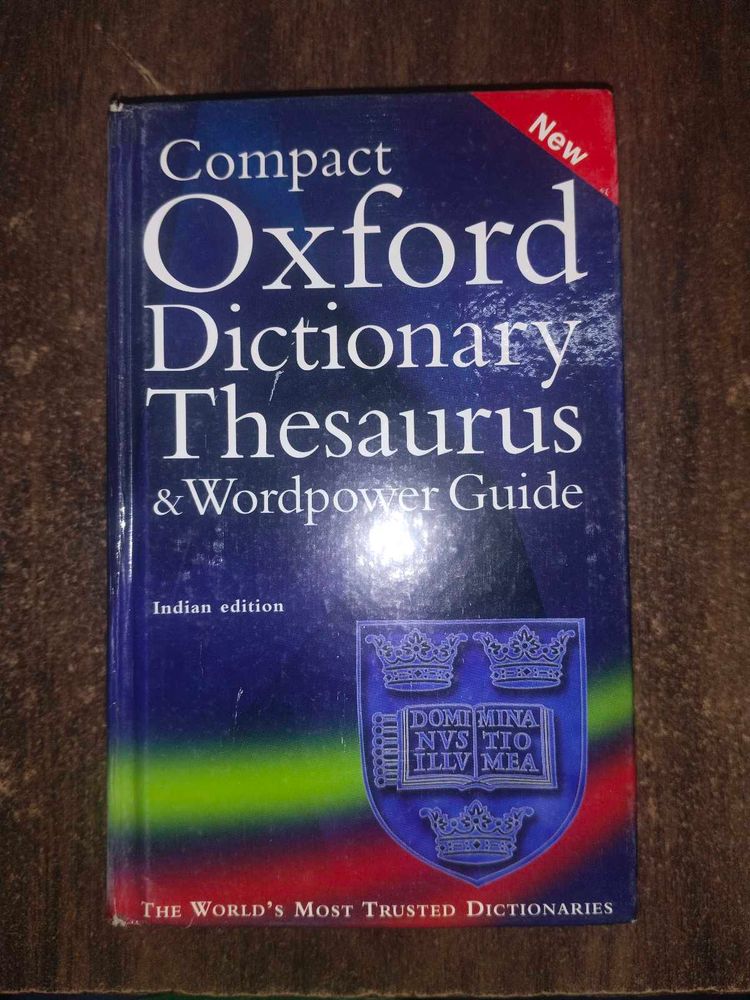 New
Compact
Oxford
Dictionary
Thesaurus
& Wordpower Guide
Indian edition
DOMI MINA
NVS TIO
ILLV MEA
THE WORLD'S MOST TRUSTED DICTIONARIES